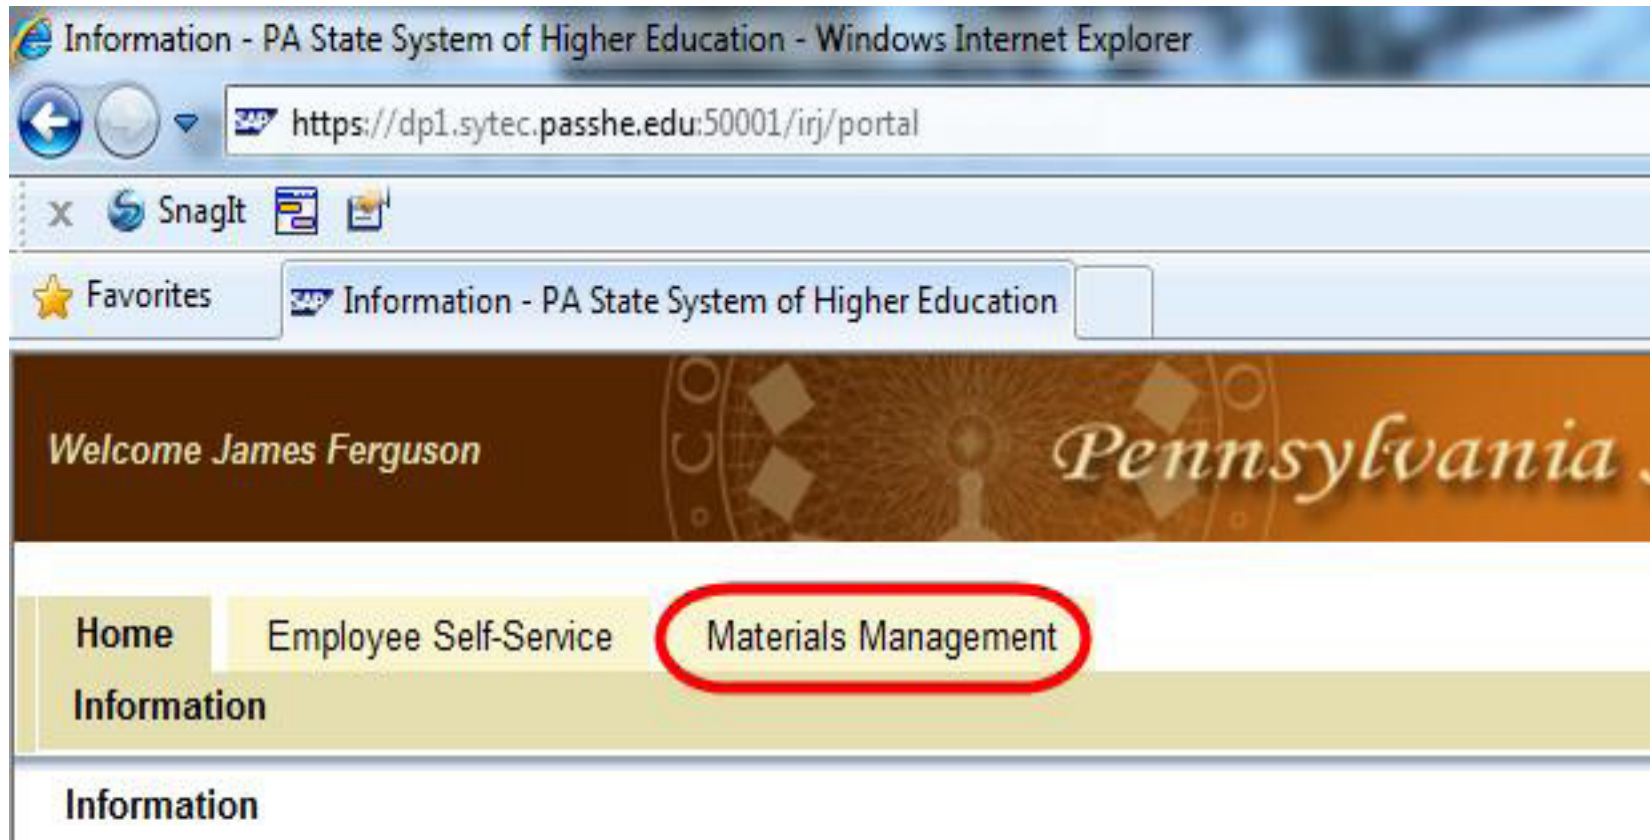 Information - PA State System of Higher Education - Windows Internet Explorer
SAP https://dp1.sytec.passhe.edu:50001/irj/portal
x SnagIt
Favorites SAP Information - PA State System of Higher Education
Welcome James Ferguson Pennsylvania
Home Employee Self-Service Materials Management
Information
Information